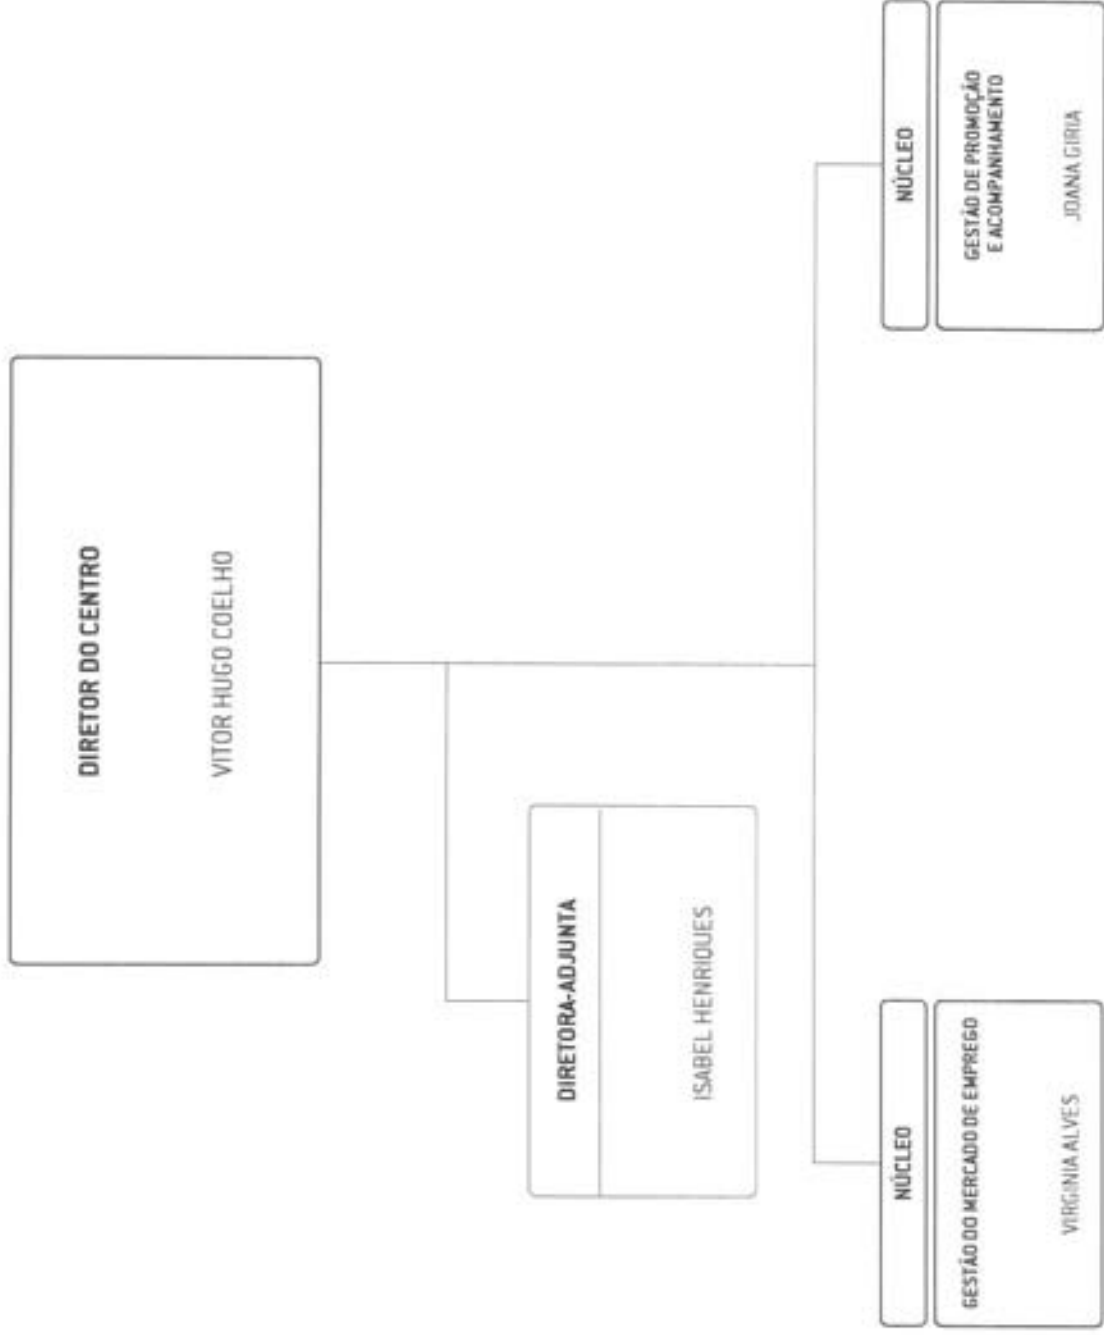 DIRETOR DO CENTRO
VITOR HUGO COELHO
DIRETORA-ADJUNTA
ISABEL HENRIQUES
NÚCLEO
GESTÃO DO MERCADO DE EMPREGO
VIRGINIA ALVES
NÚCLEO
GESTÃO DE PROMOÇÃO
E ACOMPANHAMENTO
JOANA GIRIA